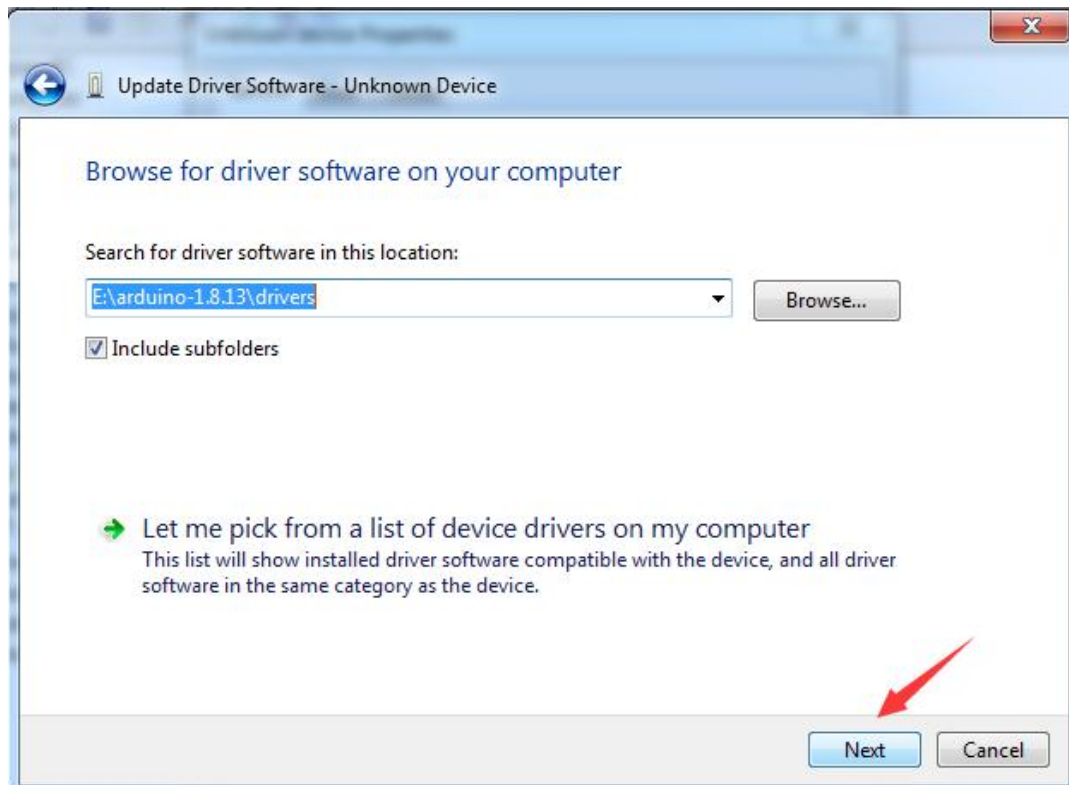 Update Driver Software - Unknown Device
Browse for driver software on your computer
Search for driver software in this location:
E:\arduino-1.8.13\drivers
Browse...
Include subfolders
Let me pick from a list of device drivers on my computer
This list will show installed driver software compatible with the device, and all driver
software in the same category as the device.
Next
Cancel